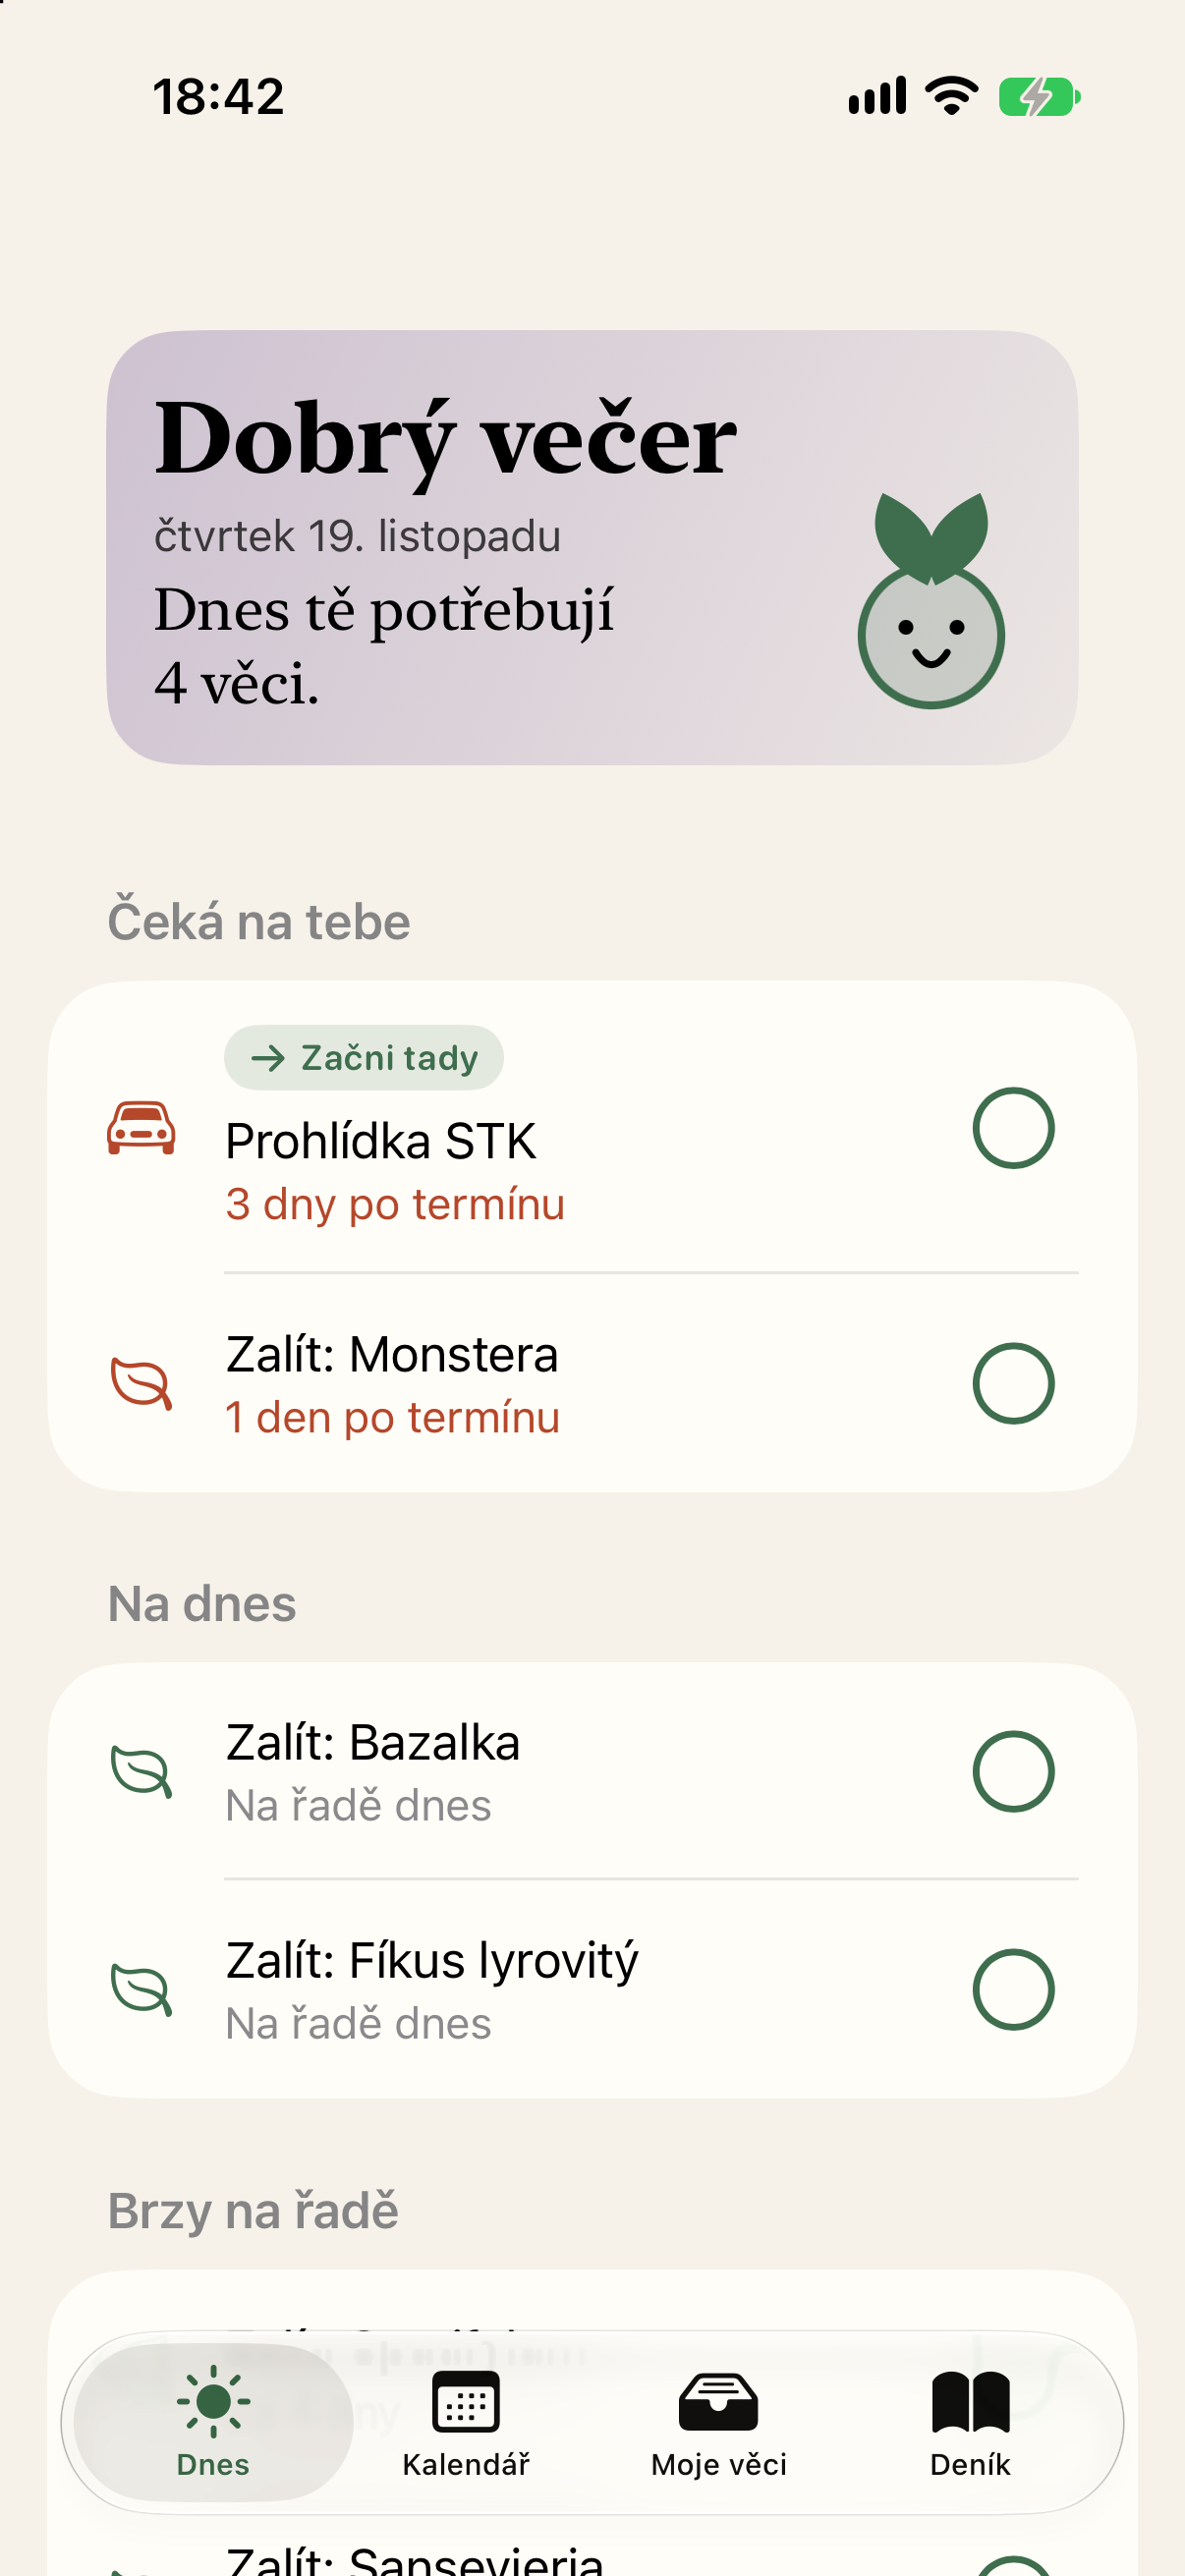 18:42
Dobrý večer
čtvrtek 19. listopadu
Dnes tě potřebují
4 věci.
Čeká na tebe
→ Začni tady
Prohlídka STK
3 dny po termínu
Zalít: Monstera
1 den po termínu
Na dnes
Zalít: Bazalka
Na řadě dnes
Zalít: Fíkus lyrovitý
Na řadě dnes
Brzy na řadě
Dnes
Kalendář
Moje věci
Deník
Zalít: Sansevieria